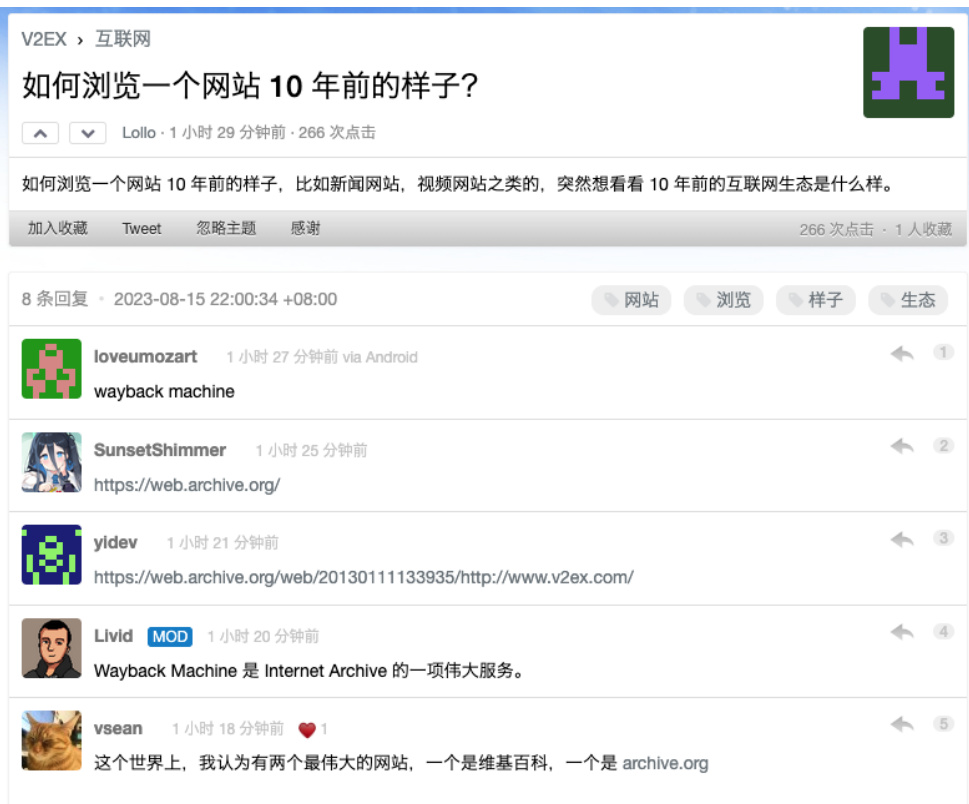 V2EX › 互联网
如何浏览一个网站 10 年前的样子？
Lollo · 1 小时 29 分钟前 · 266 次点击
如何浏览一个网站 10 年前的样子，比如新闻网站，视频网站之类的，突然想看看 10 年前的互联网生态是什么样。
加入收藏 Tweet 忽略主题 感谢 266 次点击 · 1 人收藏
8 条回复 • 2023-08-15 22:00:34 +08:00 网站 浏览 样子 生态
loveumozart 1 小时 27 分钟前 via Android 1
wayback machine
SunsetShimmer 1 小时 25 分钟前 2
https://web.archive.org/
yidev 1 小时 21 分钟前 3
https://web.archive.org/web/20130111133935/http://www.v2ex.com/
Livid MOD 1 小时 20 分钟前 4
Wayback Machine 是 Internet Archive 的一项伟大服务。
vsean 1 小时 18 分钟前 ❤️ 1 5
这个世界上，我认为有两个最伟大的网站，一个是维基百科，一个是 archive.org